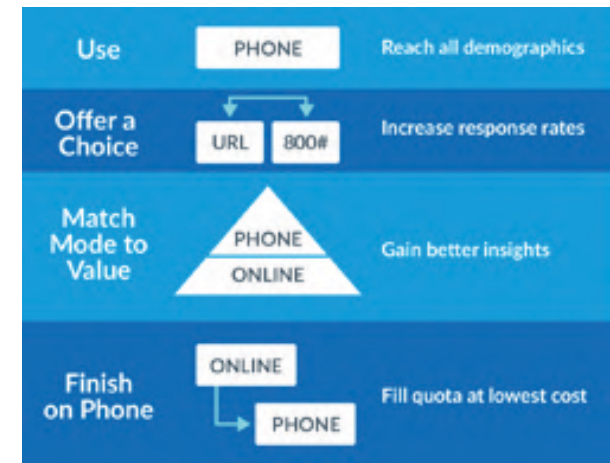 Use
PHONE
Reach all demographics
Offer a
Choice
URL
800#
Increase response rates
Match
Mode to
Value
PHONE
ONLINE
Gain better insights
Finish
on Phone
ONLINE
PHONE
Fill quota at lowest cost